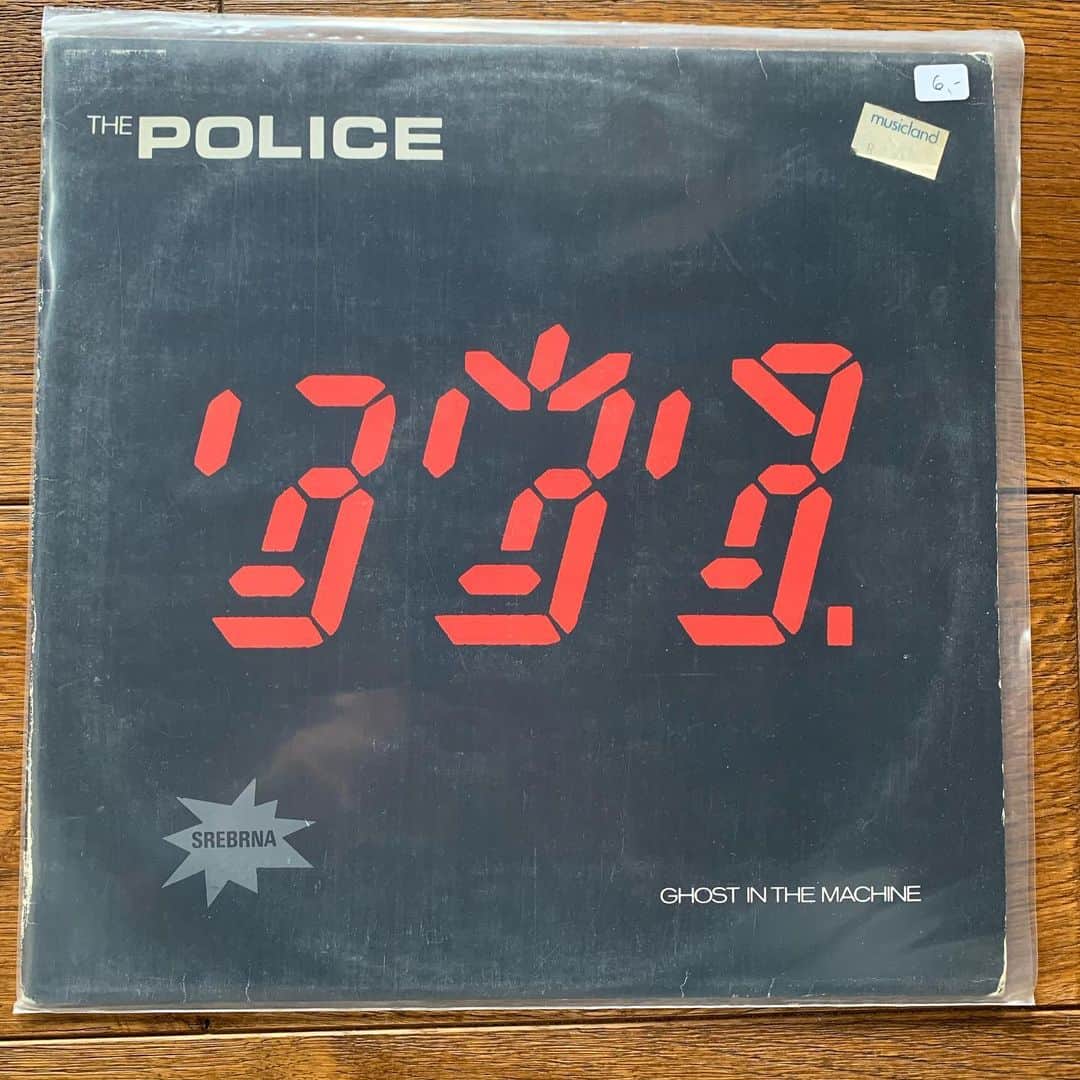 6,-
musicland
THE POLICE
SREBRNA
GHOST IN THE MACHINE